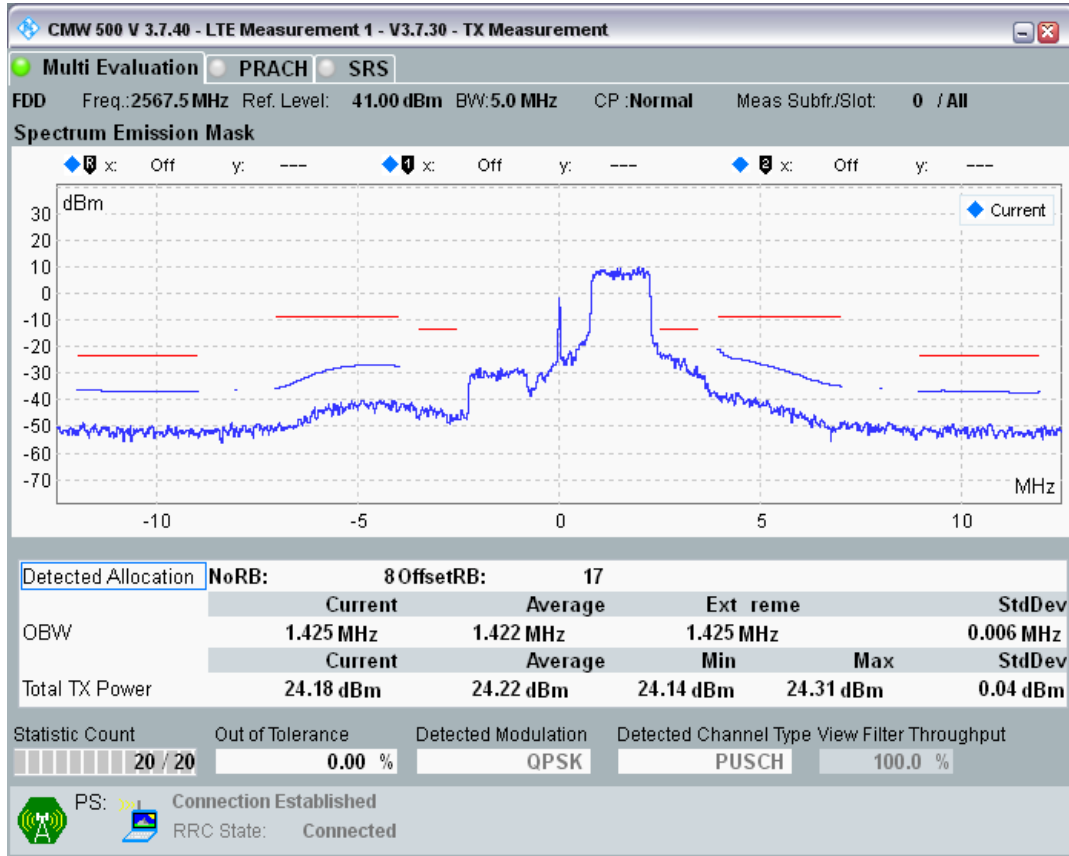 CMW 500 V 3.7.40 - LTE Measurement 1 - V3.7.30 - TX Measurement
Multi Evaluation PRACH SRS
FDD Freq.:2567.5 MHz Ref. Level: 41.00 dBm BW:5.0 MHz CP :Normal Meas Subfr./Slot: 0 / All
Spectrum Emission Mask
R x: Off y: --- 1 x: Off y: --- 2 x: Off y: ---
dBm
Current
30
20
10
0
-10
-20
-30
-40
-50
-60
-70
MHz
-10 -5 0 5 10
Detected Allocation NoRB: 8 OffsetRB: 17
Current Average Ext reme StdDev
OBW 1.425 MHz 1.422 MHz 1.425 MHz 0.006 MHz
Current Average Min Max StdDev
Total TX Power 24.18 dBm 24.22 dBm 24.14 dBm 24.31 dBm 0.04 dBm
Statistic Count Out of Tolerance Detected Modulation Detected Channel Type View Filter Throughput
20 / 20 0.00 % QPSK PUSCH 100.0 %
PS: Connection Established
RRC State: Connected